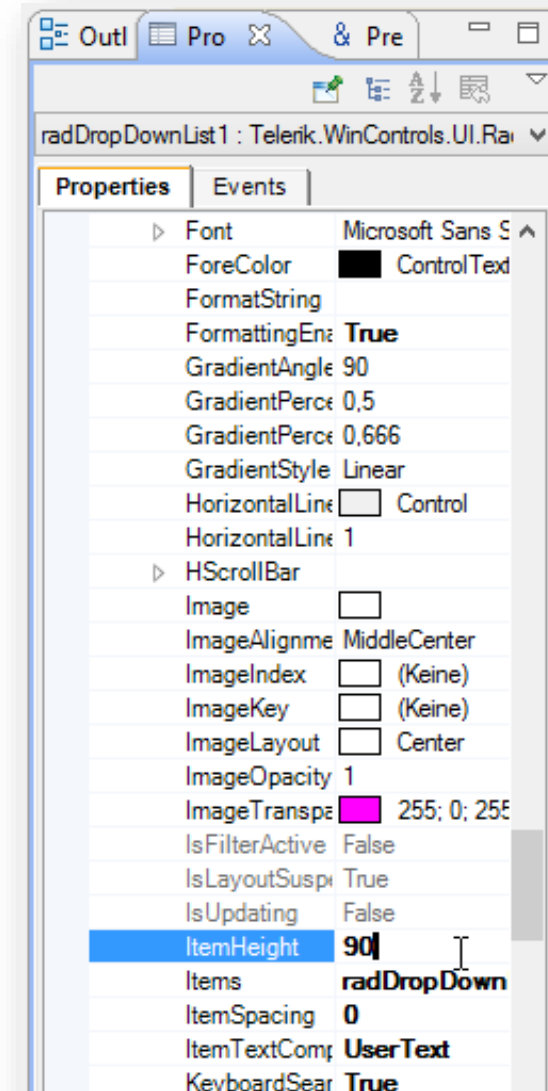 Outl Pro & Pre
radDropDownList1 : Telerik.WinControls.UI.Ra
Properties Events
Font Microsoft Sans S
ForeColor ControlText
FormatString
FormattingEna True
GradientAngle 90
GradientPerce 0,5
GradientPerce 0,666
GradientStyle Linear
HorizontalLine Control
HorizontalLine 1
HScrollBar
Image
ImageAlignme MiddleCenter
ImageIndex (Keine)
ImageKey (Keine)
ImageLayout Center
ImageOpacity 1
ImageTranspa 255; 0; 255
IsFilterActive False
IsLayoutSuspe True
IsUpdating False
ItemHeight 90
Items radDropDown
ItemSpacing 0
ItemTextComp UserText
KeyboardSear True